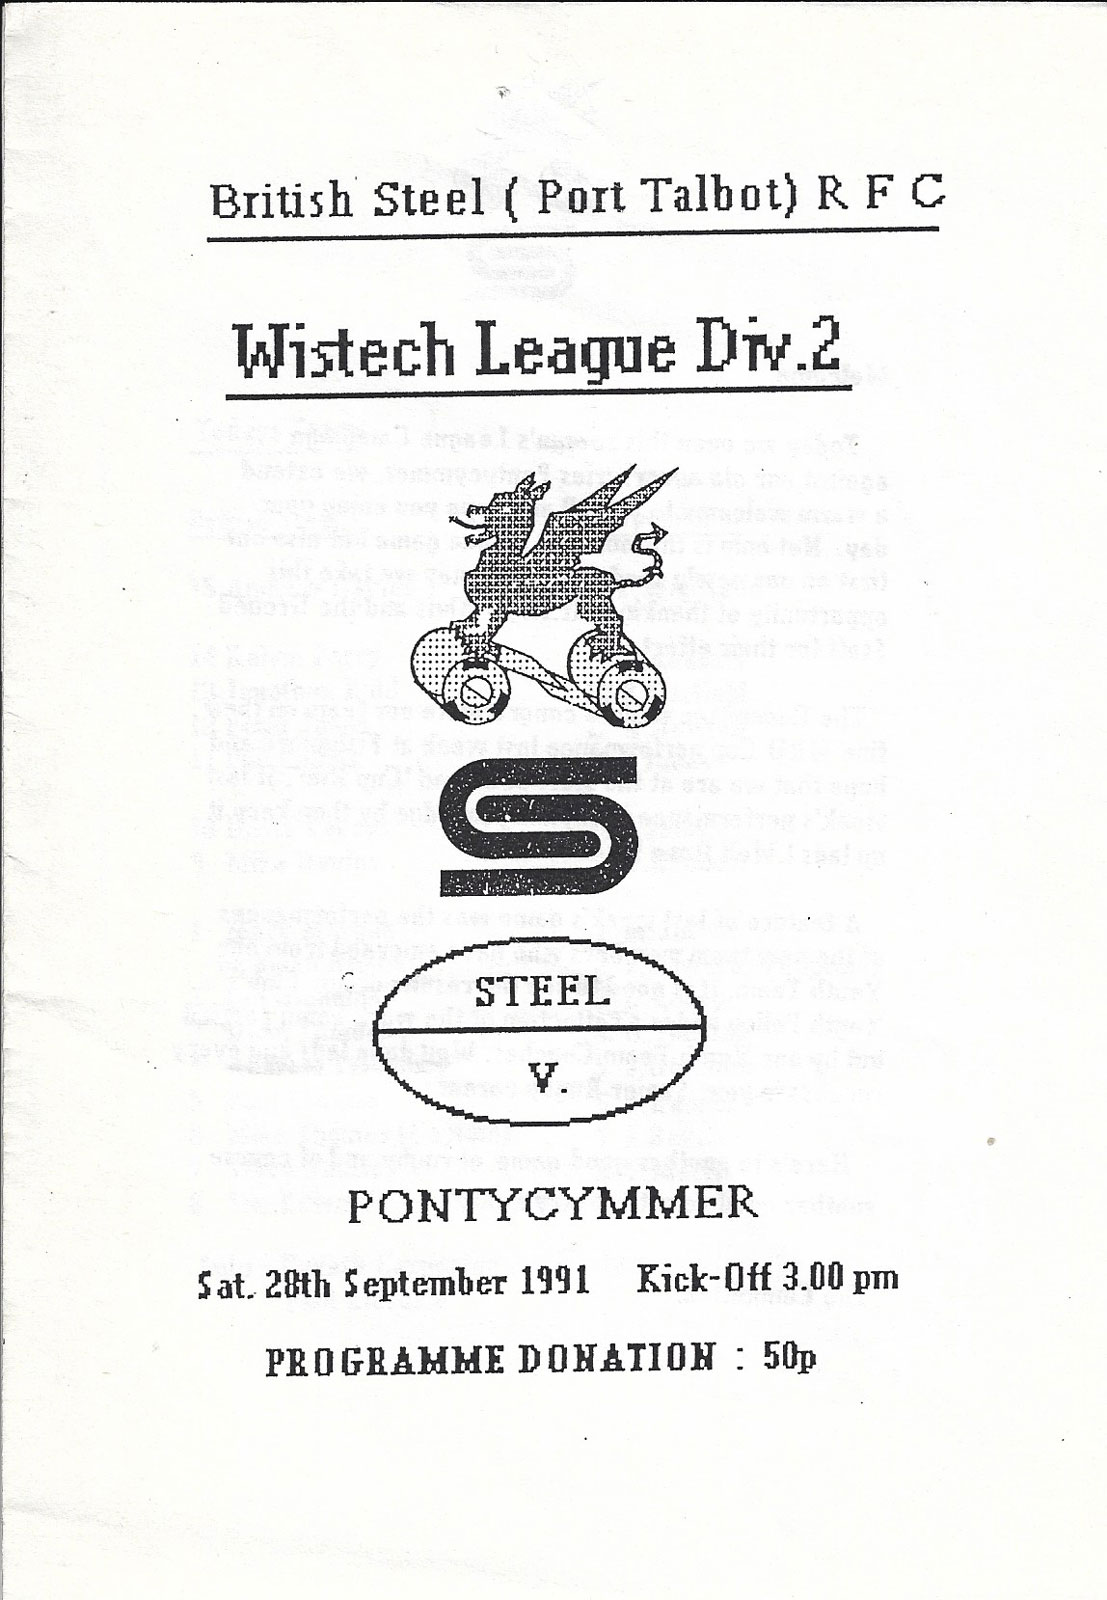 British Steel ( Port Talbot) R F C
Wistech League Div.2
STEEL
V.
PONTYCYMMER
Sat. 28th September 1991 Kick-Off 3.00 pm
PROGRAMME DONATION : 50p